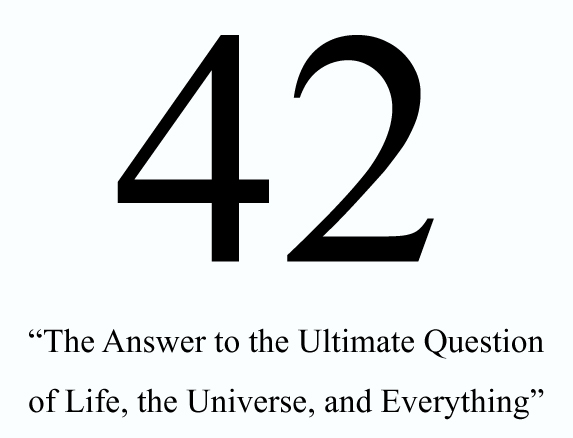 42
“The Answer to the Ultimate Question
of Life, the Universe, and Everything”